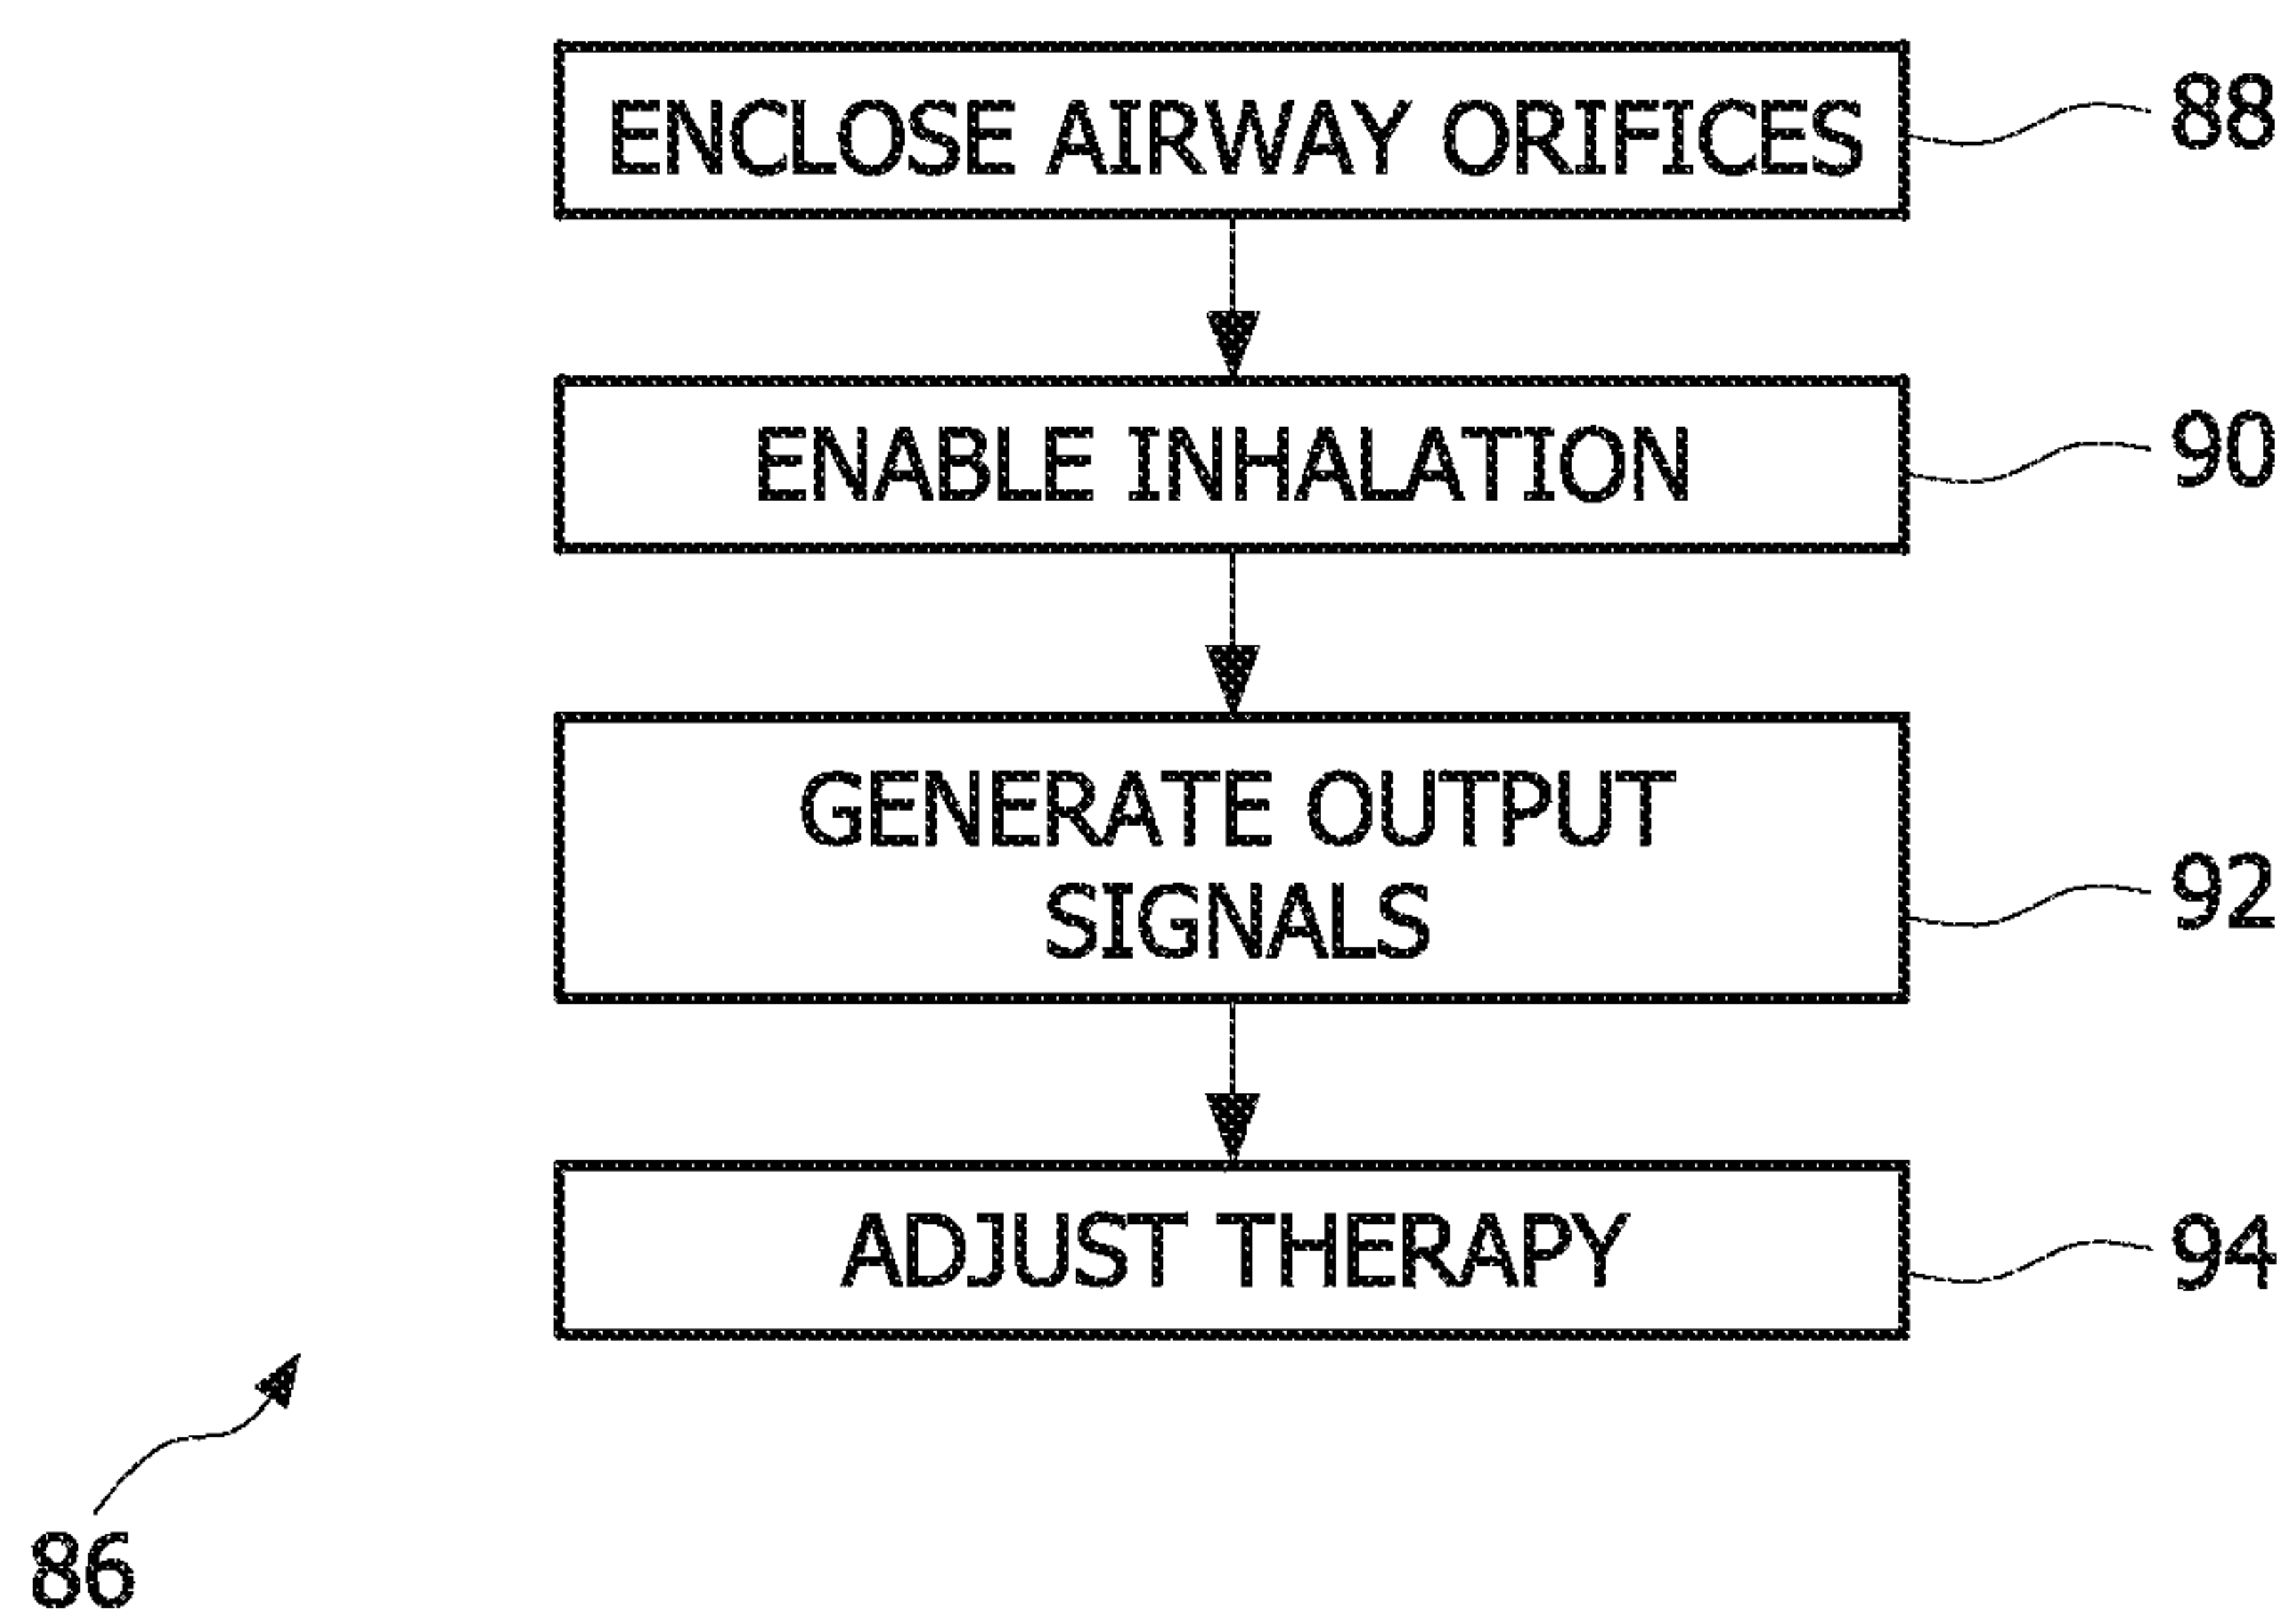 ENCLOSE AIRWAY ORIFICES
88
ENABLE INHALATION
90
GENERATE OUTPUT
SIGNALS
92
ADJUST THERAPY
94
86